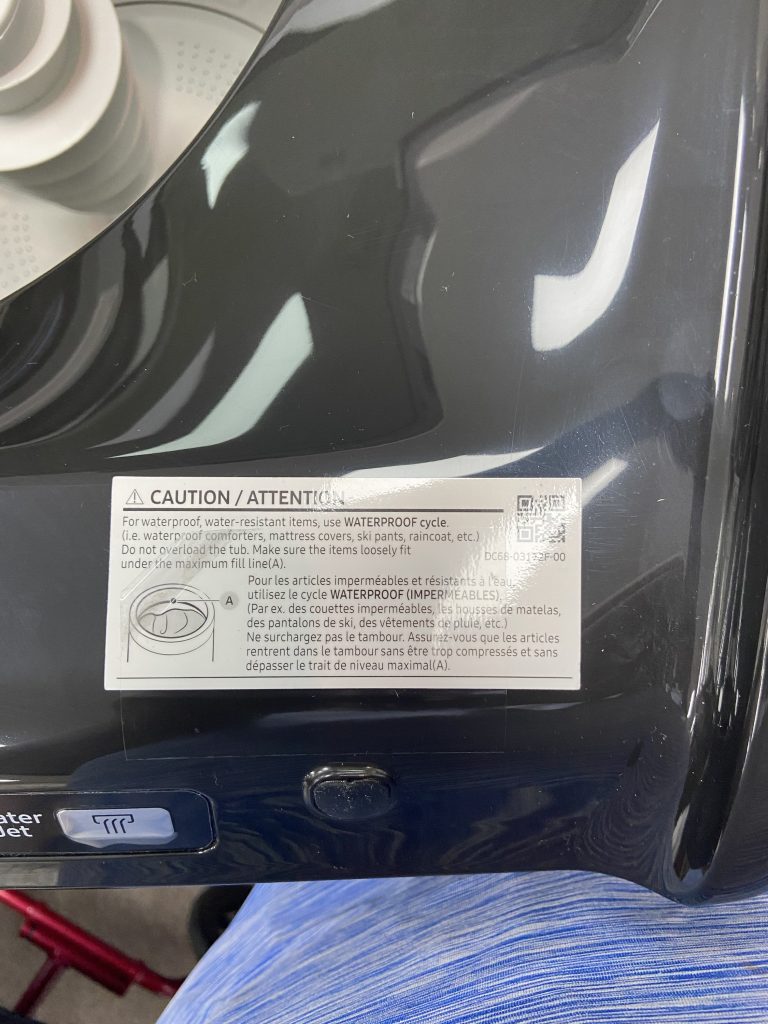 CAUTION / ATTENTION
For waterproof, water-resistant items, use WATERPROOF cycle.
(i.e. waterproof comforters, mattress covers, ski pants, raincoat, etc.)
Do not overload the tub. Make sure the items loosely fit
under the maximum fill line(A).
DC68-03172F-00
A
Pour les articles imperméables et résistants à l'eau,
utilisez le cycle WATERPROOF (IMPERMÉABLES),
(Par ex. des couettes imperméables, les housses de matelas,
des pantalons de ski, des vêtements de pluie, etc.)
Ne surchargez pas le tambour. Assurez-vous que les articles
rentrent dans le tambour sans être trop compressés et sans
dépasser le trait de niveau maximal(A).
ater
Jet